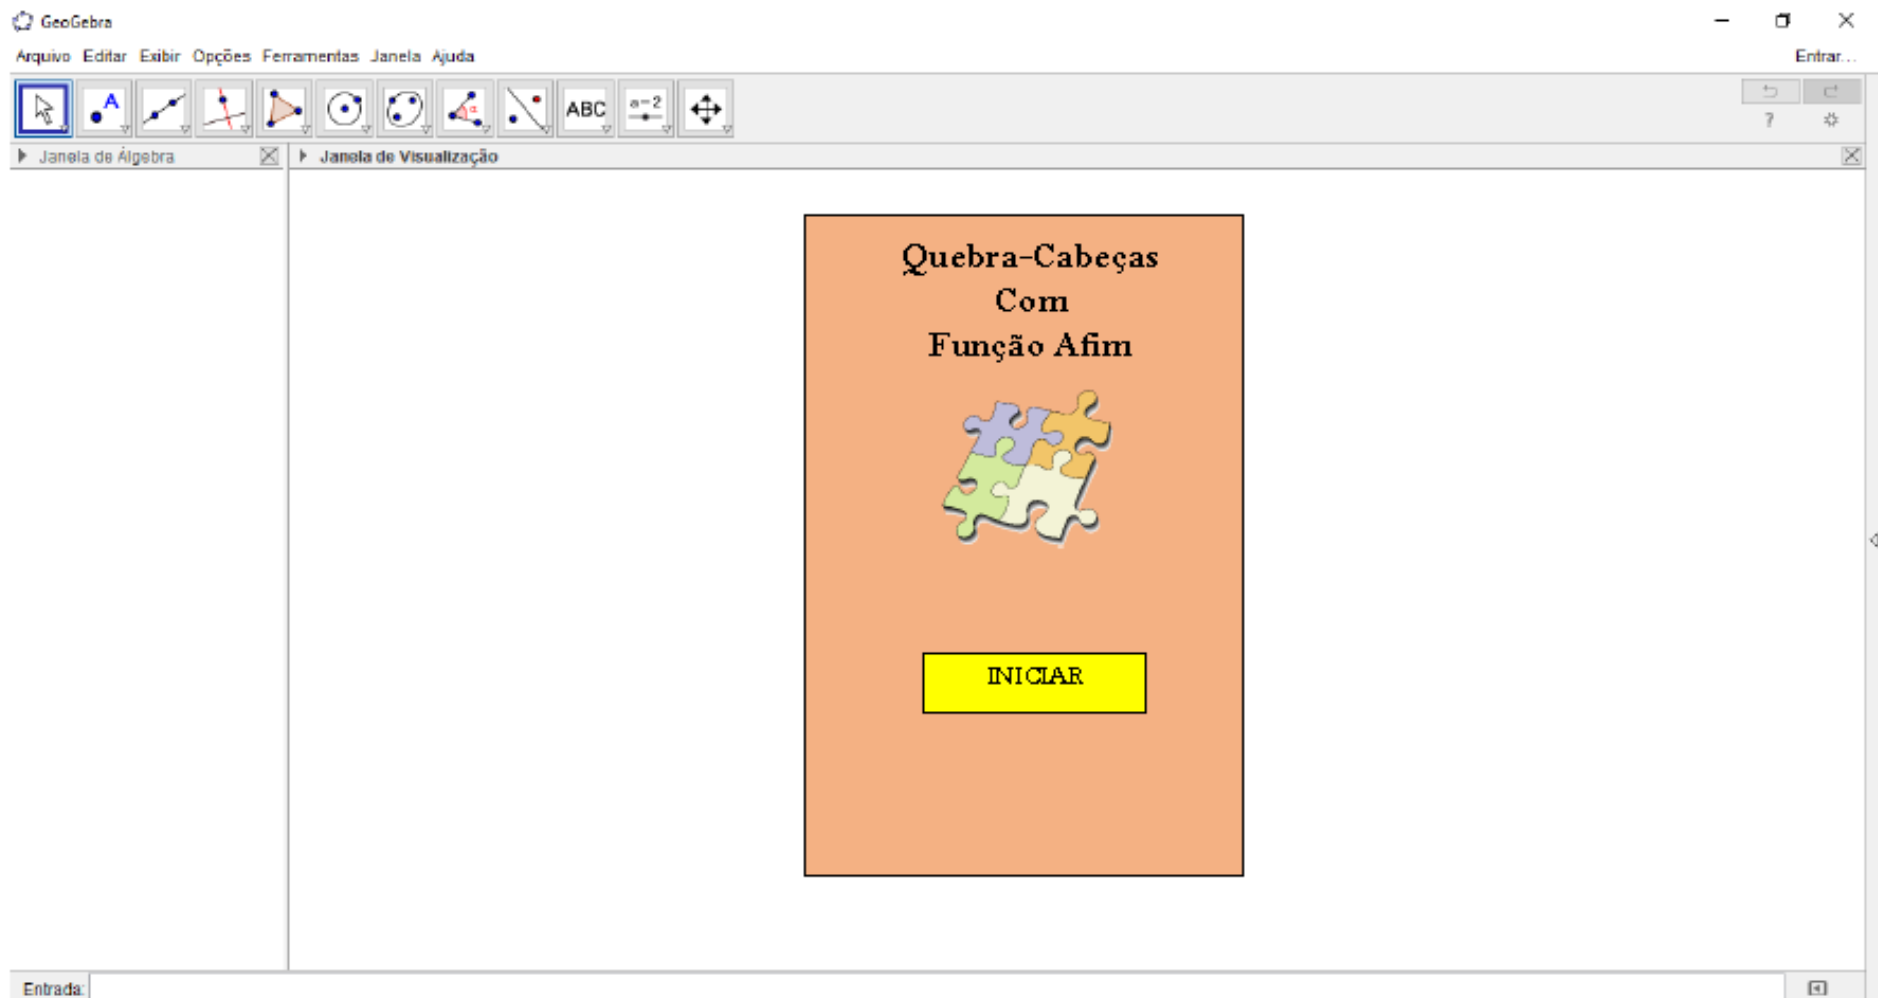 GeoGebra
Arquivo Editar Exibir Opções Ferramentas Janela Ajuda
Entrar...
A
α
ABC
a=2
?
Janela de Álgebra
Janela de Visualização
Quebra-Cabeças
Com
Função Afim
INICIAR
Entrada: